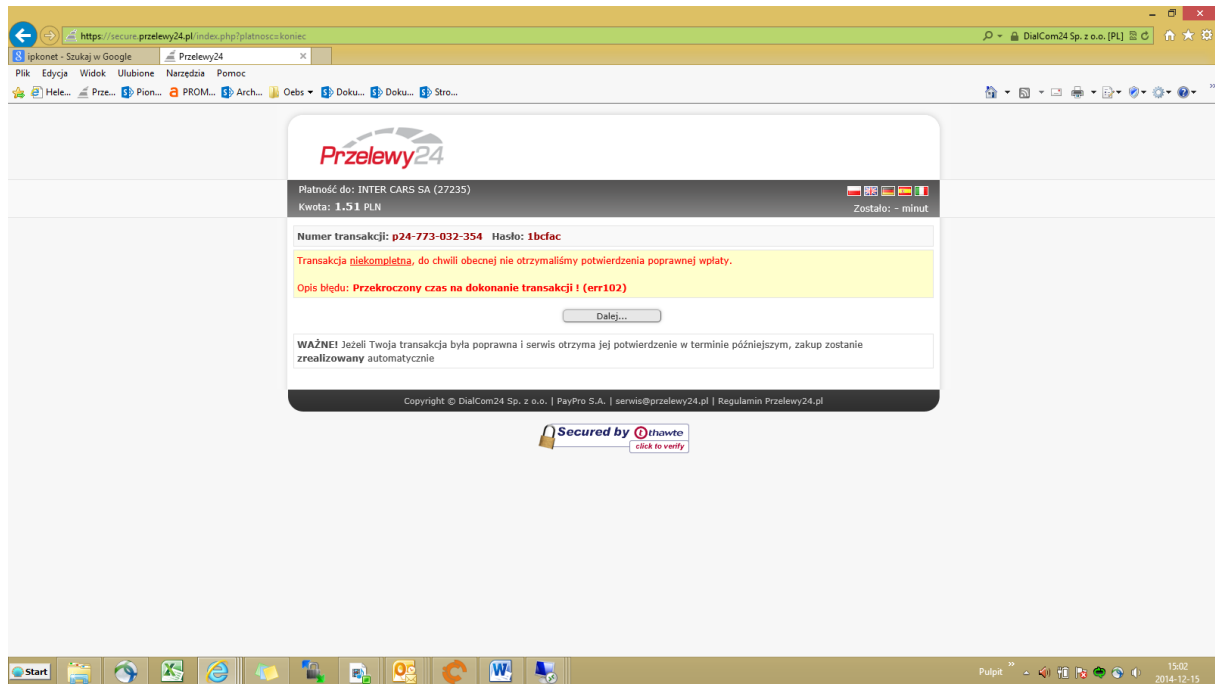 https://secure.przelewy24.pl/index.php?platnosc=koniec
DialCom24 Sp. z o.o. [PL]
ipkonet - Szukaj w Google
Przelewy24
Plik Edycja Widok Ulubione Narzędzia Pomoc
Hele... Prze... Pion... PROM... Arch... Oebs Doku... Doku... Stro...
Przelewy24
Płatność do: INTER CARS SA (27235)
Kwota: 1.51 PLN
Zostało: - minut
Numer transakcji: p24-773-032-354 Hasło: 1bcfac
Transakcja niekompletna, do chwili obecnej nie otrzymaliśmy potwierdzenia poprawnej wpłaty.
Opis błędu: Przekroczony czas na dokonanie transakcji ! (err102)
Dalej...
WAŻNE! Jeżeli Twoja transakcja była poprawna i serwis otrzyma jej potwierdzenie w terminie późniejszym, zakup zostanie
zrealizowany automatycznie
Copyright © DialCom24 Sp. z o.o. | PayPro S.A. | serwis@przelewy24.pl | Regulamin Przelewy24.pl
Secured by thawte
click to verify
Start
Pulpit
15:02
2014-12-15